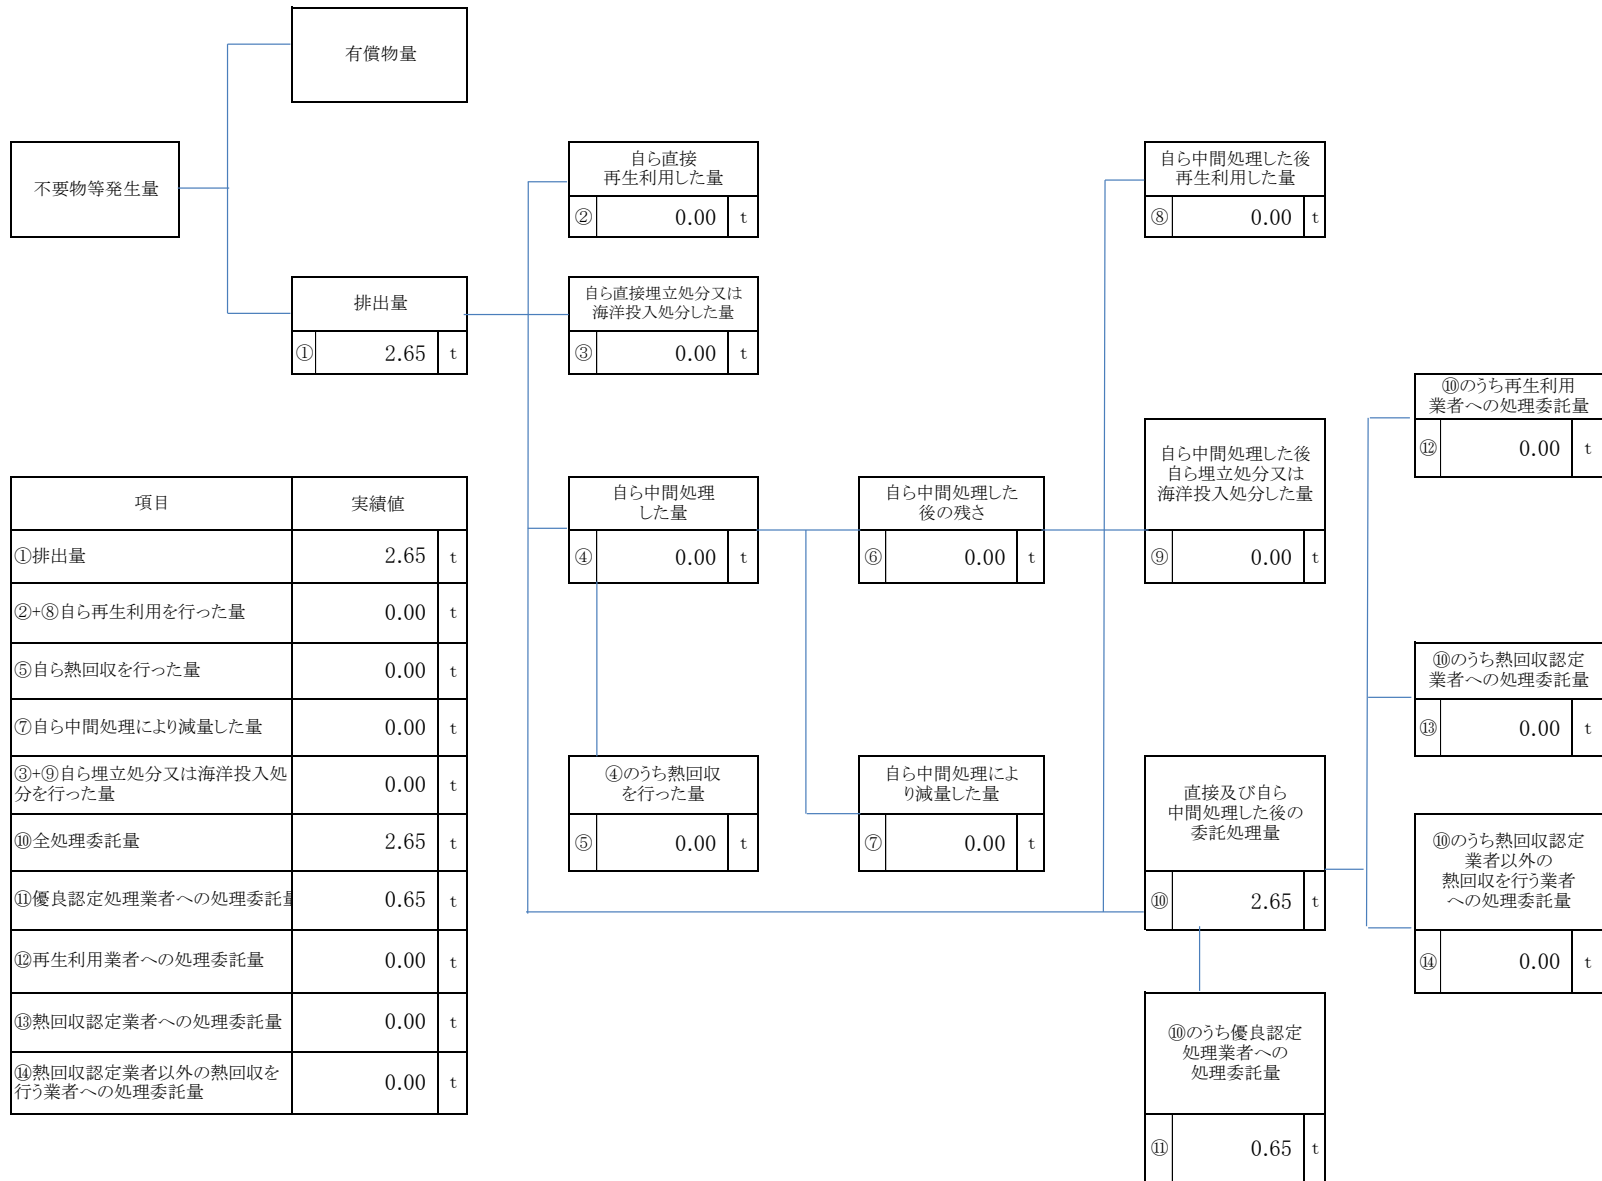 有償物量
不要物等発生量
排出量
① 2.65 t
自ら直接
再生利用した量
② 0.00 t
自ら直接埋立処分又は
海洋投入処分した量
③ 0.00 t
自ら中間処理
した量
④ 0.00 t
④のうち熱回収
を行った量
⑤ 0.00 t
自ら中間処理した
後の残さ
⑥ 0.00 t
自ら中間処理によ
り減量した量
⑦ 0.00 t
自ら中間処理した後
再生利用した量
⑧ 0.00 t
自ら中間処理した後
自ら埋立処分又は
海洋投入処分した量
⑨ 0.00 t
直接及び自ら
中間処理した後の
委託処理量
⑩ 2.65 t
⑩のうち優良認定
処理業者への
処理委託量
⑪ 0.65 t
⑩のうち再生利用
業者への処理委託量
⑫ 0.00 t
⑩のうち熱回収認定
業者への処理委託量
⑬ 0.00 t
⑩のうち熱回収認定
業者以外の
熱回収を行う業者
への処理委託量
⑭ 0.00 t
項目 実績値
①排出量 2.65 t
②+⑧自ら再生利用を行った量 0.00 t
⑤自ら熱回収を行った量 0.00 t
⑦自ら中間処理により減量した量 0.00 t
③+⑨自ら埋立処分又は海洋投入処
分を行った量 0.00 t
⑩全処理委託量 2.65 t
⑪優良認定処理業者への処理委託量 0.65 t
⑫再生利用業者への処理委託量 0.00 t
⑬熱回収認定業者への処理委託量 0.00 t
⑭熱回収認定業者以外の熱回収を
行う業者への処理委託量 0.00 t